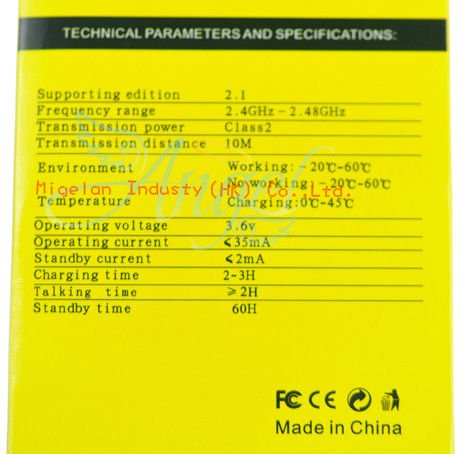 TECHNICAL PARAMETERS AND SPECIFICATIONS:
Supporting edition 2.1
Frequency range 2.4GHz-2.48GHz
Transmission power Class2
Transmission distance 10M
Environment Working:-20℃-60℃
No working:-20℃-60℃
Migelan Industy(HK) Co.,Ltd.
Temperature Charging:0℃-45℃
Operating voltage 3.6v
Operating current ≤35mA
Standby current ≤2mA
Charging time 2-3H
Talking time ≥2H
Standby time 60H
Angel
FC CE
Made in China